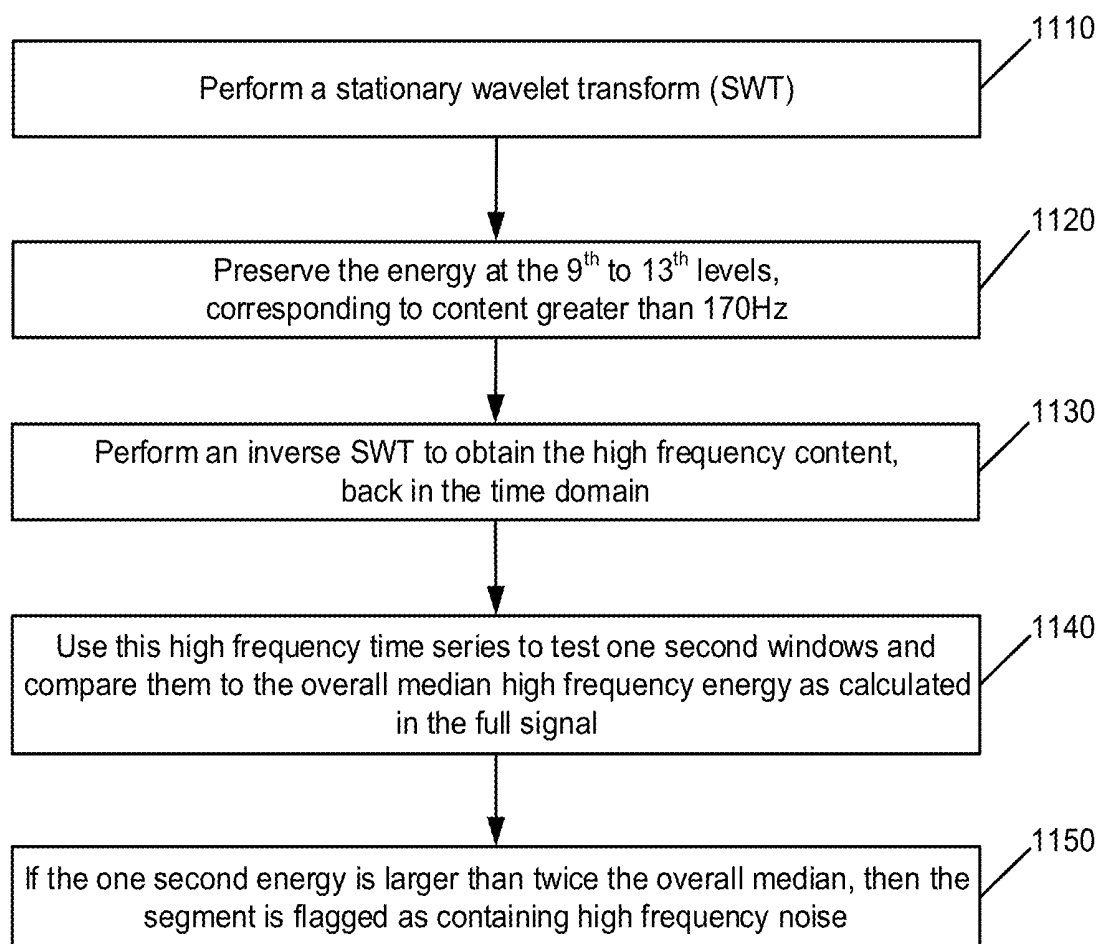 1110
Perform a stationary wavelet transform (SWT)
1120
Preserve the energy at the 9th to 13th levels,
corresponding to content greater than 170Hz
1130
Perform an inverse SWT to obtain the high frequency content,
back in the time domain
1140
Use this high frequency time series to test one second windows and
compare them to the overall median high frequency energy as calculated
in the full signal
1150
If the one second energy is larger than twice the overall median, then the
segment is flagged as containing high frequency noise